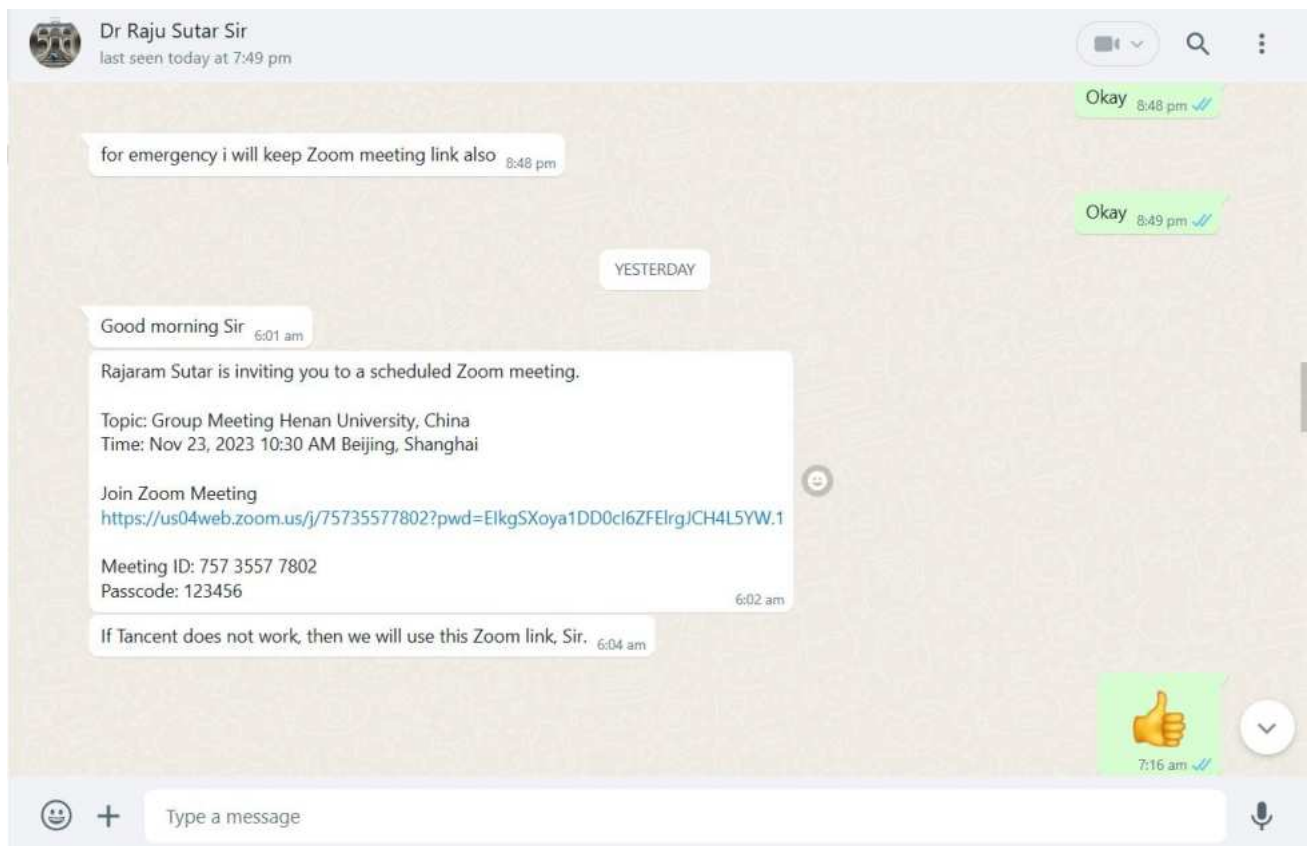 Dr Raju Sutar Sir
last seen today at 7:49 pm
Okay 8:48 pm
for emergency i will keep Zoom meeting link also 8:48 pm
Okay 8:49 pm
YESTERDAY
Good morning Sir 6:01 am
Rajaram Sutar is inviting you to a scheduled Zoom meeting.
Topic: Group Meeting Henan University, China
Time: Nov 23, 2023 10:30 AM Beijing, Shanghai
Join Zoom Meeting
https://us04web.zoom.us/j/75735577802?pwd=EIkgSXoya1DD0cI6ZFElrgJCH4L5YW.1
Meeting ID: 757 3557 7802
Passcode: 123456
6:02 am
If Tancent does not work, then we will use this Zoom link, Sir. 6:04 am
7:16 am
Type a message